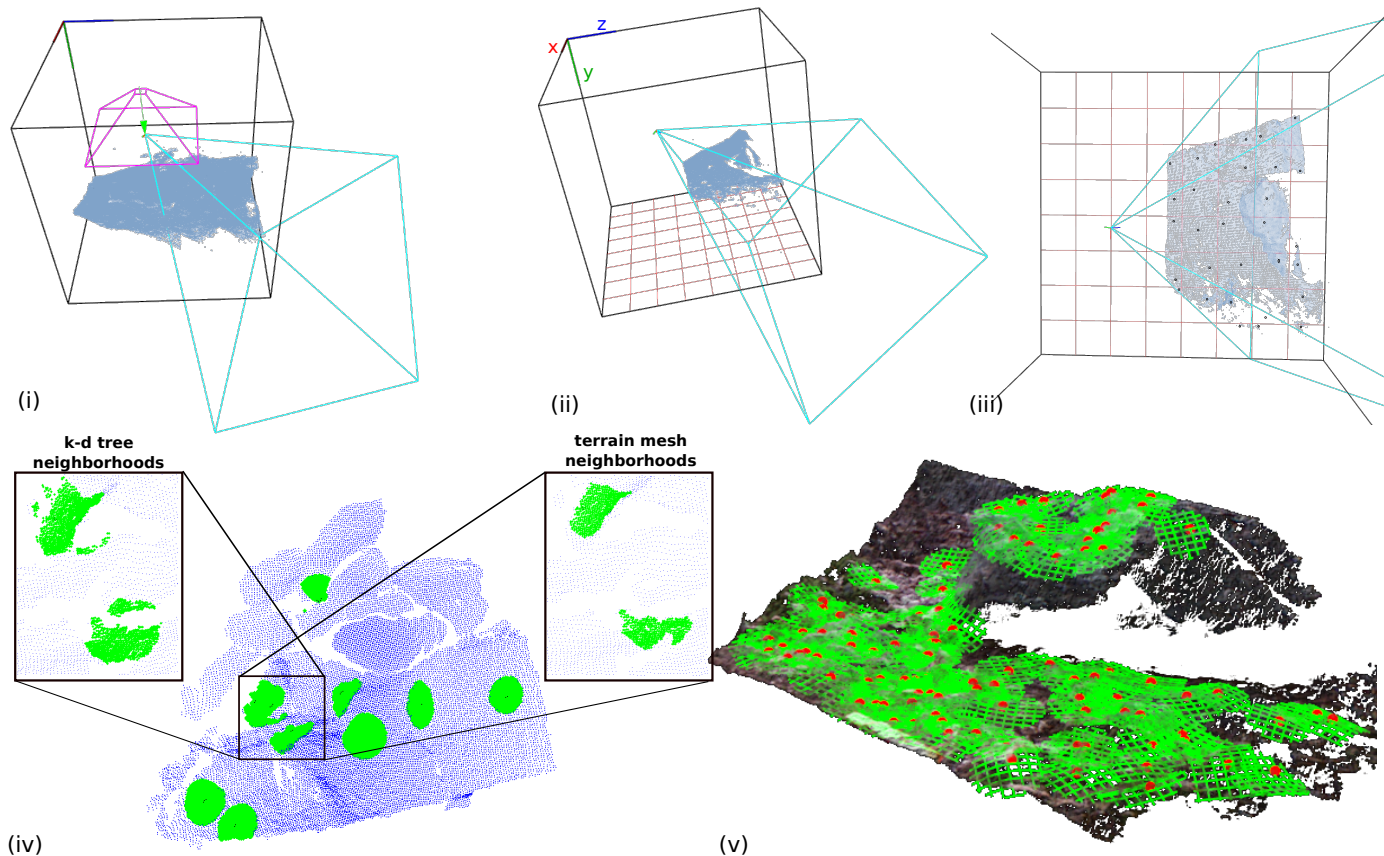 z
x
y
(i)
(ii)
(iii)
k-d tree
neighborhoods
terrain mesh
neighborhoods
(iv)
(v)